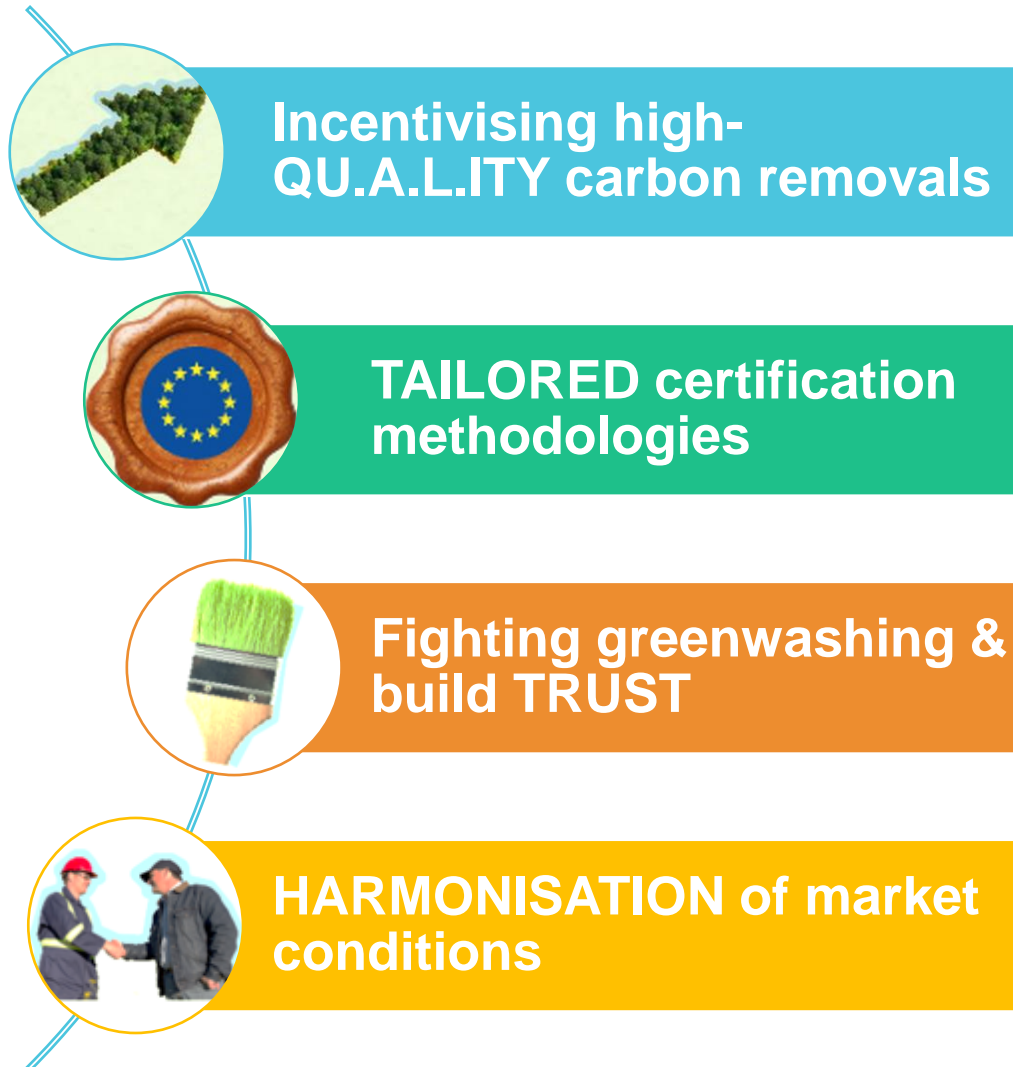 Incentivising high-
QU.A.L.ITY carbon removals
TAILORED certification
methodologies
Fighting greenwashing &
build TRUST
HARMONISATION of market
conditions